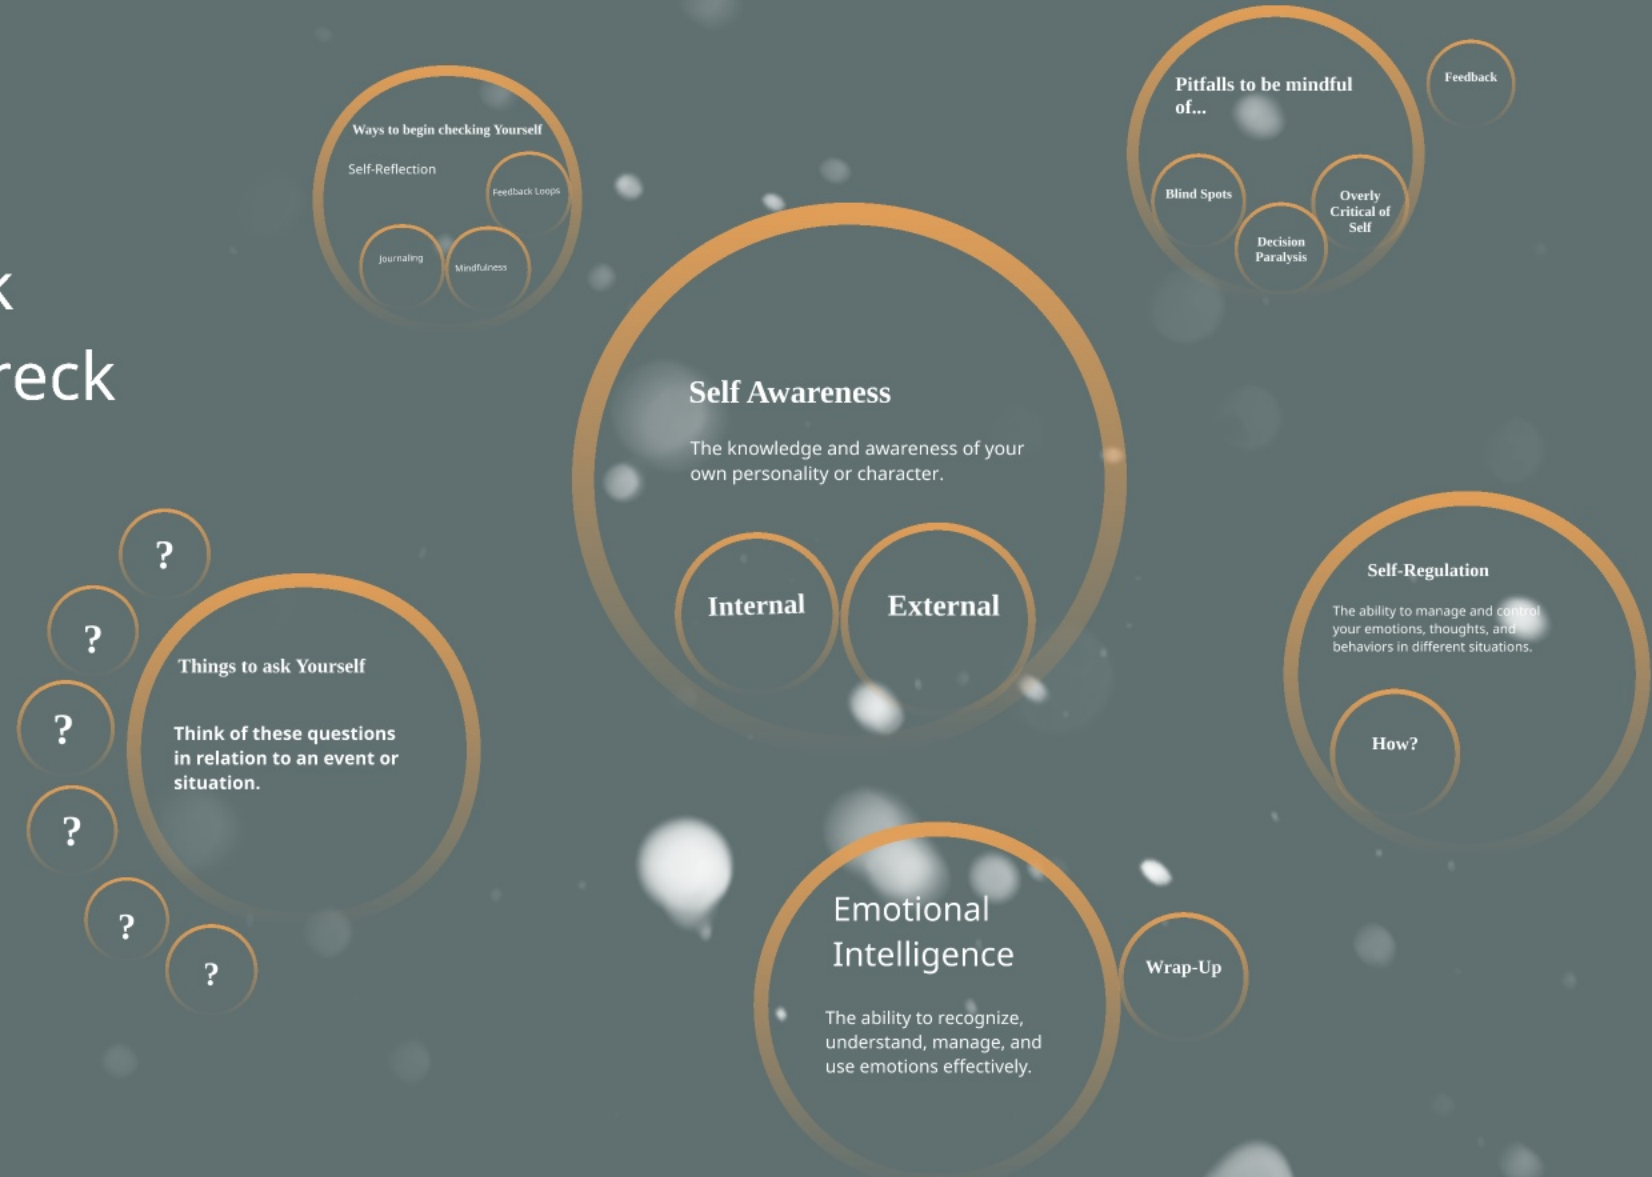 Ways to begin checking Yourself
Self-Reflection
Feedback Loops
Journaling
Mindfulness
Pitfalls to be mindful
of...
Blind Spots
Decision
Paralysis
Overly
Critical of
Self
Feedback
k
reck
Self Awareness
The knowledge and awareness of your
own personality or character.
Internal
External
?
?
?
?
?
?
Things to ask Yourself
Think of these questions
in relation to an event or
situation.
Self-Regulation
The ability to manage and control
your emotions, thoughts, and
behaviors in different situations.
How?
Emotional
Intelligence
The ability to recognize,
understand, manage, and
use emotions effectively.
Wrap-Up